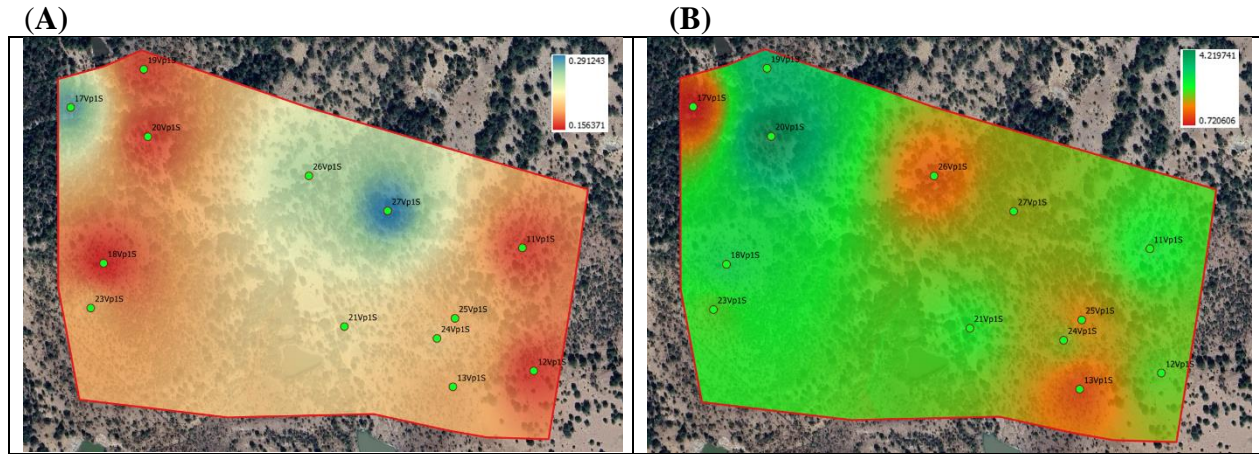 (A)
(B)
19Vp1S
17Vp1S
20Vp1S
26Vp1S
27Vp1S
11Vp1S
18Vp1S
23Vp1S
21Vp1S
25Vp1S
24Vp1S
12Vp1S
13Vp1S
0.291243
0.156371
19Vp1S
17Vp1S
20Vp1S
26Vp1S
27Vp1S
11Vp1S
18Vp1S
23Vp1S
21Vp1S
25Vp1S
24Vp1S
12Vp1S
13Vp1S
4.219741
0.720606